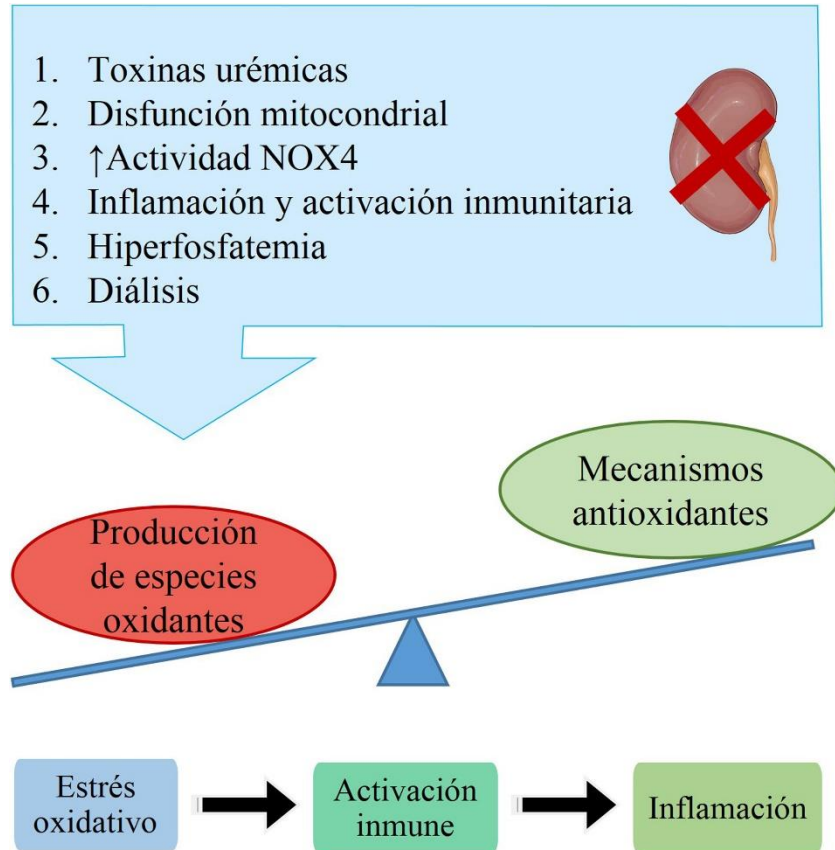 1. Toxinas urémicas
2. Disfunción mitocondrial
3. ↑Actividad NOX4
4. Inflamación y activación inmunitaria
5. Hiperfosfatemia
6. Diálisis
Mecanismos
antioxidantes
Producción
de especies
oxidantes
Estrés
oxidativo
Activación
inmune
Inflamación